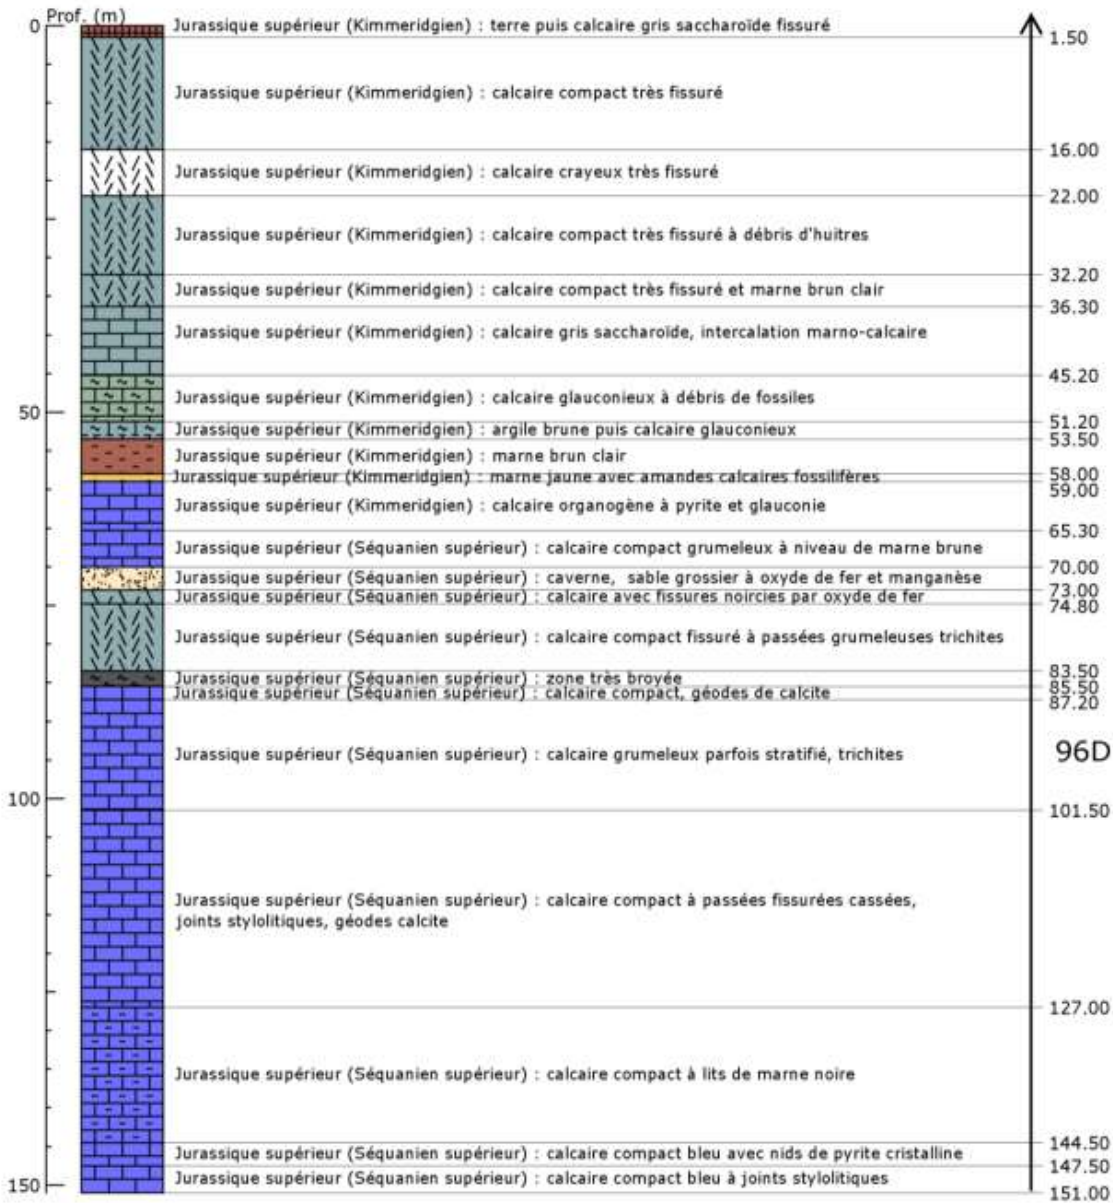 Prof. (m)
0
Jurassique supérieur (Kimmeridgien) : terre puis calcaire gris saccharoïde fissuré
1.50
Jurassique supérieur (Kimmeridgien) : calcaire compact très fissuré
16.00
Jurassique supérieur (Kimmeridgien) : calcaire crayeux très fissuré
22.00
Jurassique supérieur (Kimmeridgien) : calcaire compact très fissuré à débris d'huitres
32.20
Jurassique supérieur (Kimmeridgien) : calcaire compact très fissuré et marne brun clair
36.30
Jurassique supérieur (Kimmeridgien) : calcaire gris saccharoïde, intercalation marno-calcaire
45.20
Jurassique supérieur (Kimmeridgien) : calcaire glauconieux à débris de fossiles
50
51.20
Jurassique supérieur (Kimmeridgien) : argile brune puis calcaire glauconieux
53.50
Jurassique supérieur (Kimmeridgien) : marne brun clair
58.00
Jurassique supérieur (Kimmeridgien) : marne jaune avec amandes calcaires fossilifères
59.00
Jurassique supérieur (Kimmeridgien) : calcaire organogène à pyrite et glauconie
65.30
Jurassique supérieur (Séquanien supérieur) : calcaire compact grumeleux à niveau de marne brune
70.00
Jurassique supérieur (Séquanien supérieur) : caverne, sable grossier à oxyde de fer et manganèse
73.00
Jurassique supérieur (Séquanien supérieur) : calcaire avec fissures noircies par oxyde de fer
74.80
Jurassique supérieur (Séquanien supérieur) : calcaire compact fissuré à passées grumeleuses trichites
83.50
Jurassique supérieur (Séquanien supérieur) : zone très broyée
85.50
Jurassique supérieur (Séquanien supérieur) : calcaire compact, géodes de calcite
87.20
Jurassique supérieur (Séquanien supérieur) : calcaire grumeleux parfois stratifié, trichites
96D
100
101.50
Jurassique supérieur (Séquanien supérieur) : calcaire compact à passées fissurées cassées,
joints stylolitiques, géodes calcite
127.00
Jurassique supérieur (Séquanien supérieur) : calcaire compact à lits de marne noire
144.50
Jurassique supérieur (Séquanien supérieur) : calcaire compact bleu avec nids de pyrite cristalline
147.50
Jurassique supérieur (Séquanien supérieur) : calcaire compact bleu à joints stylolitiques
150
151.00